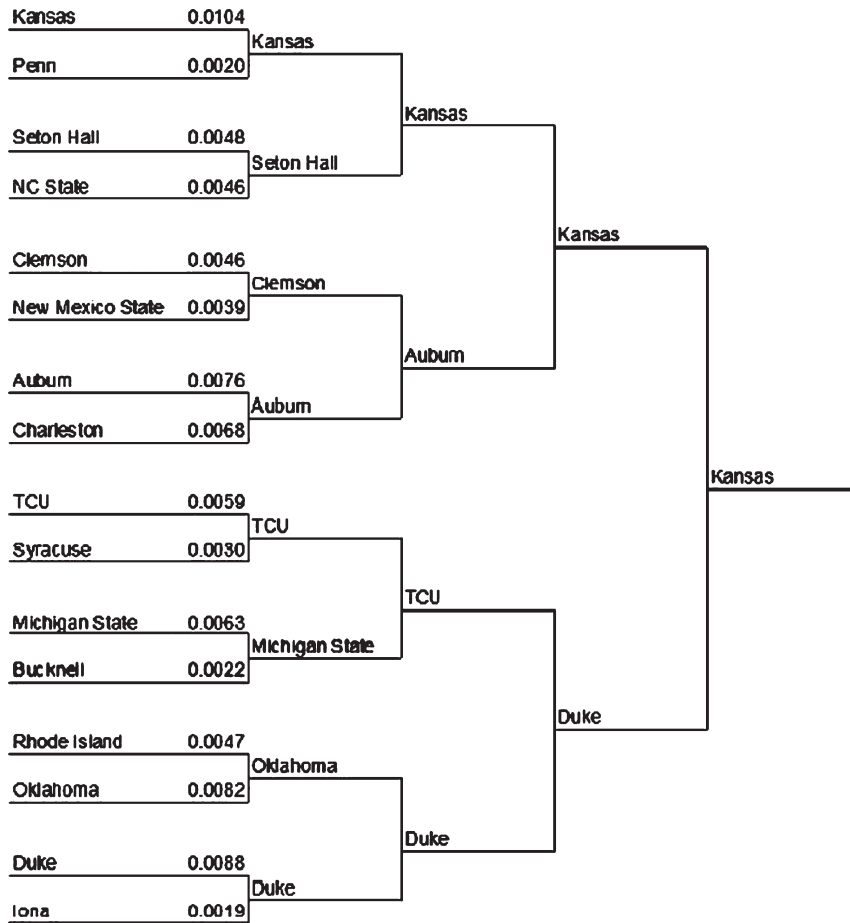 Kansas 0.0104
Kansas
Penn 0.0020
Kansas
Seton Hall 0.0048
Seton Hall
NC State 0.0046
Kansas
Clemson 0.0046
Clemson
New Mexico State 0.0039
Auburn
Auburn 0.0076
Auburn
Charleston 0.0068
Kansas
TCU 0.0059
TCU
Syracuse 0.0030
TCU
Michigan State 0.0063
Michigan State
Bucknell 0.0022
Duke
Rhode Island 0.0047
Oklahoma
Oklahoma 0.0082
Duke
Duke 0.0088
Duke
Iona 0.0019